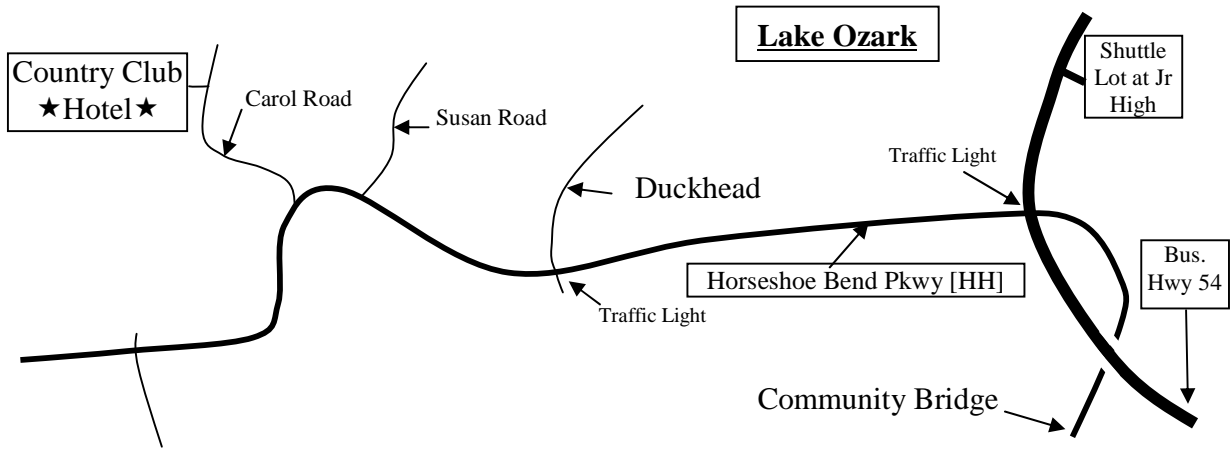 Lake Ozark
Country Club
★Hotel★
Carol Road
Susan Road
Shuttle
Lot at Jr
High
Traffic Light
Duckhead
Horseshoe Bend Pkwy [HH]
Bus.
Hwy 54
Traffic Light
Community Bridge